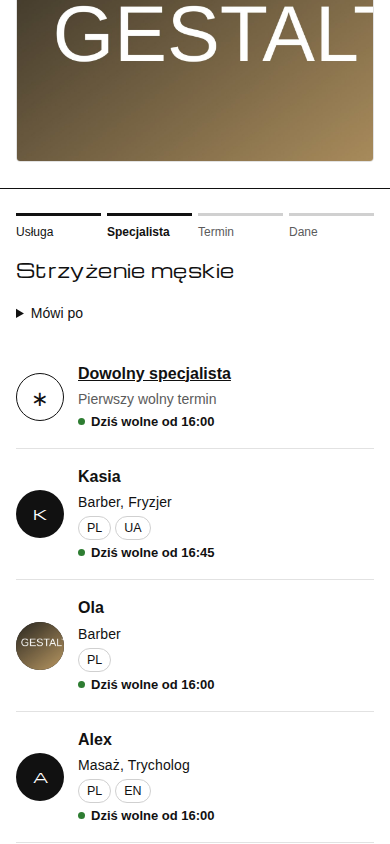 GESTALT
Usługa Specjalista Termin Dane
Strzyżenie męskie
Mówi po
Dowolny specjalista
Pierwszy wolny termin
Dziś wolne od 16:00
K
Kasia
Barber, Fryzjer
PL UA
Dziś wolne od 16:45
GESTALT
Ola
Barber
PL
Dziś wolne od 16:00
A
Alex
Masaż, Trycholog
PL EN
Dziś wolne od 16:00